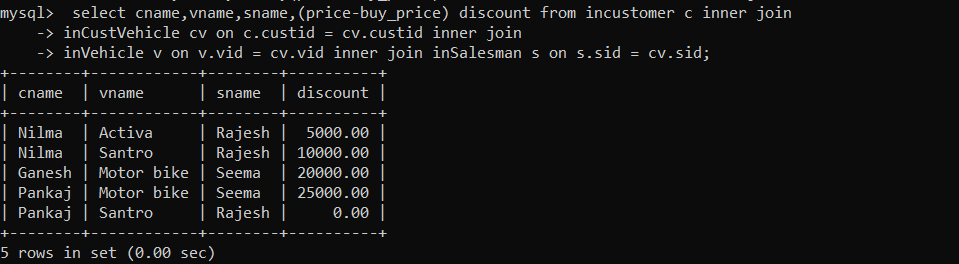 mysql>  select cname,vname,sname,(price-buy_price) discount from incustomer c inner join
    -> inCustVehicle cv on c.custid = cv.custid inner join
    -> inVehicle v on v.vid = cv.vid inner join inSalesman s on s.sid = cv.sid;
+--------+------------+--------+----------+
| cname  | vname      | sname  | discount |
+--------+------------+--------+----------+
| Nilma  | Activa     | Rajesh |  5000.00 |
| Nilma  | Santro     | Rajesh | 10000.00 |
| Ganesh | Motor bike | Seema  | 20000.00 |
| Pankaj | Motor bike | Seema  | 25000.00 |
| Pankaj | Santro     | Rajesh |     0.00 |
+--------+------------+--------+----------+
5 rows in set (0.00 sec)